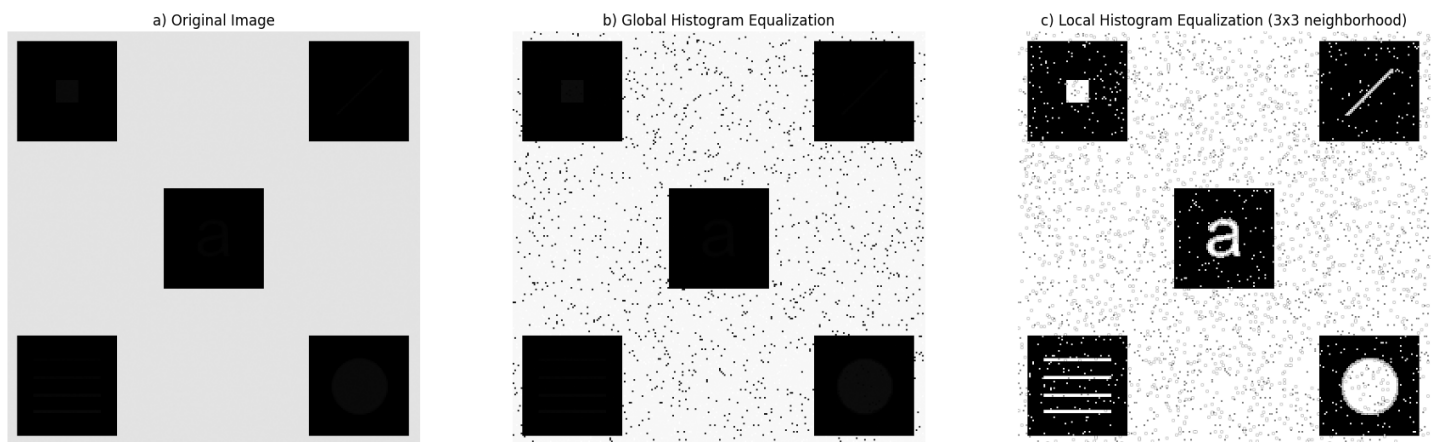 a) Original Image
b) Global Histogram Equalization
c) Local Histogram Equalization (3x3 neighborhood)
a
a
a